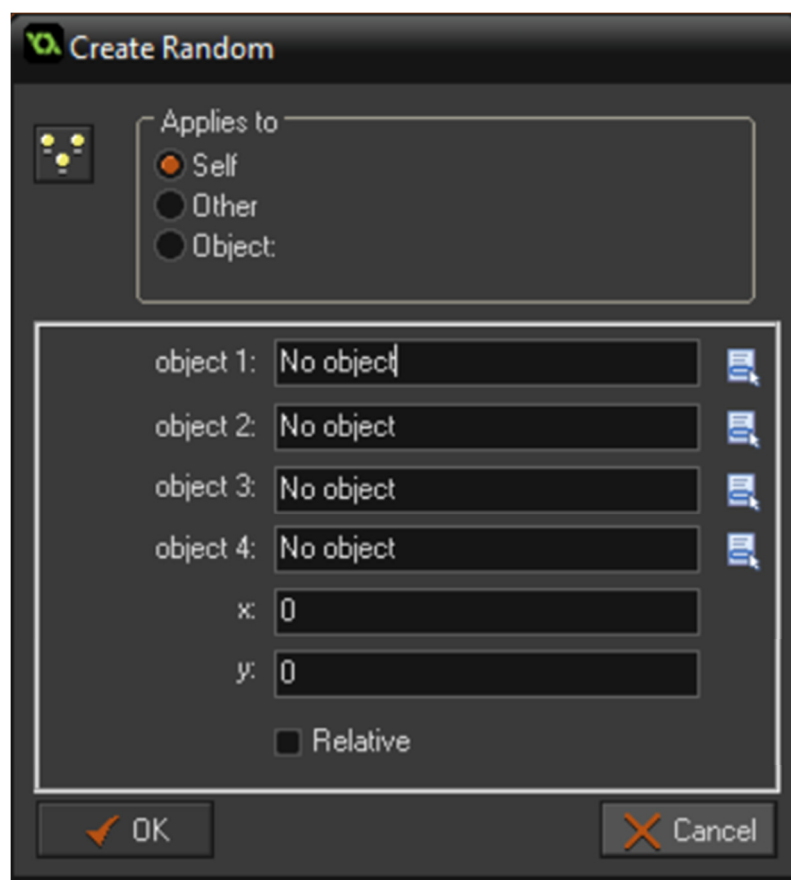 Create Random
Applies to
Self
Other
Object:
object 1: No object
object 2: No object
object 3: No object
object 4: No object
x: 0
y: 0
Relative
OK Cancel